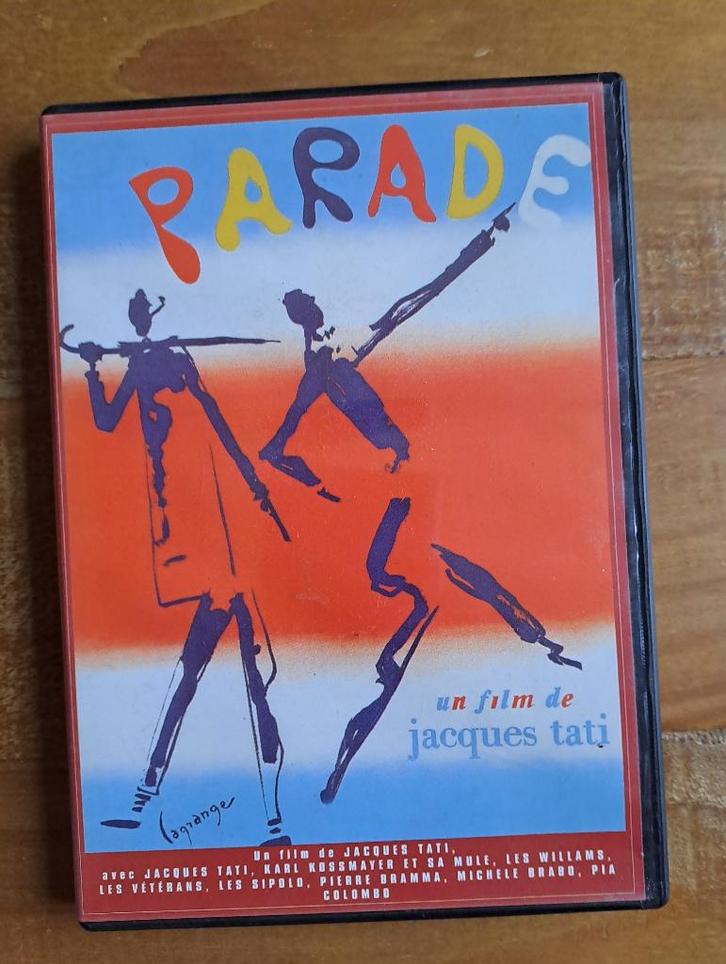 PARADE
un film de
jacques tati
Lagrange
Un film de JACQUES TATI,
avec JACQUES TATI, KARL KOSSMAYER ET SA MULE, LES WILLAMS,
LES VÉTÉRANS, LES SIPOLO, PIERRE BRAMMA, MICHELE BRABO, PIA
COLOMBO